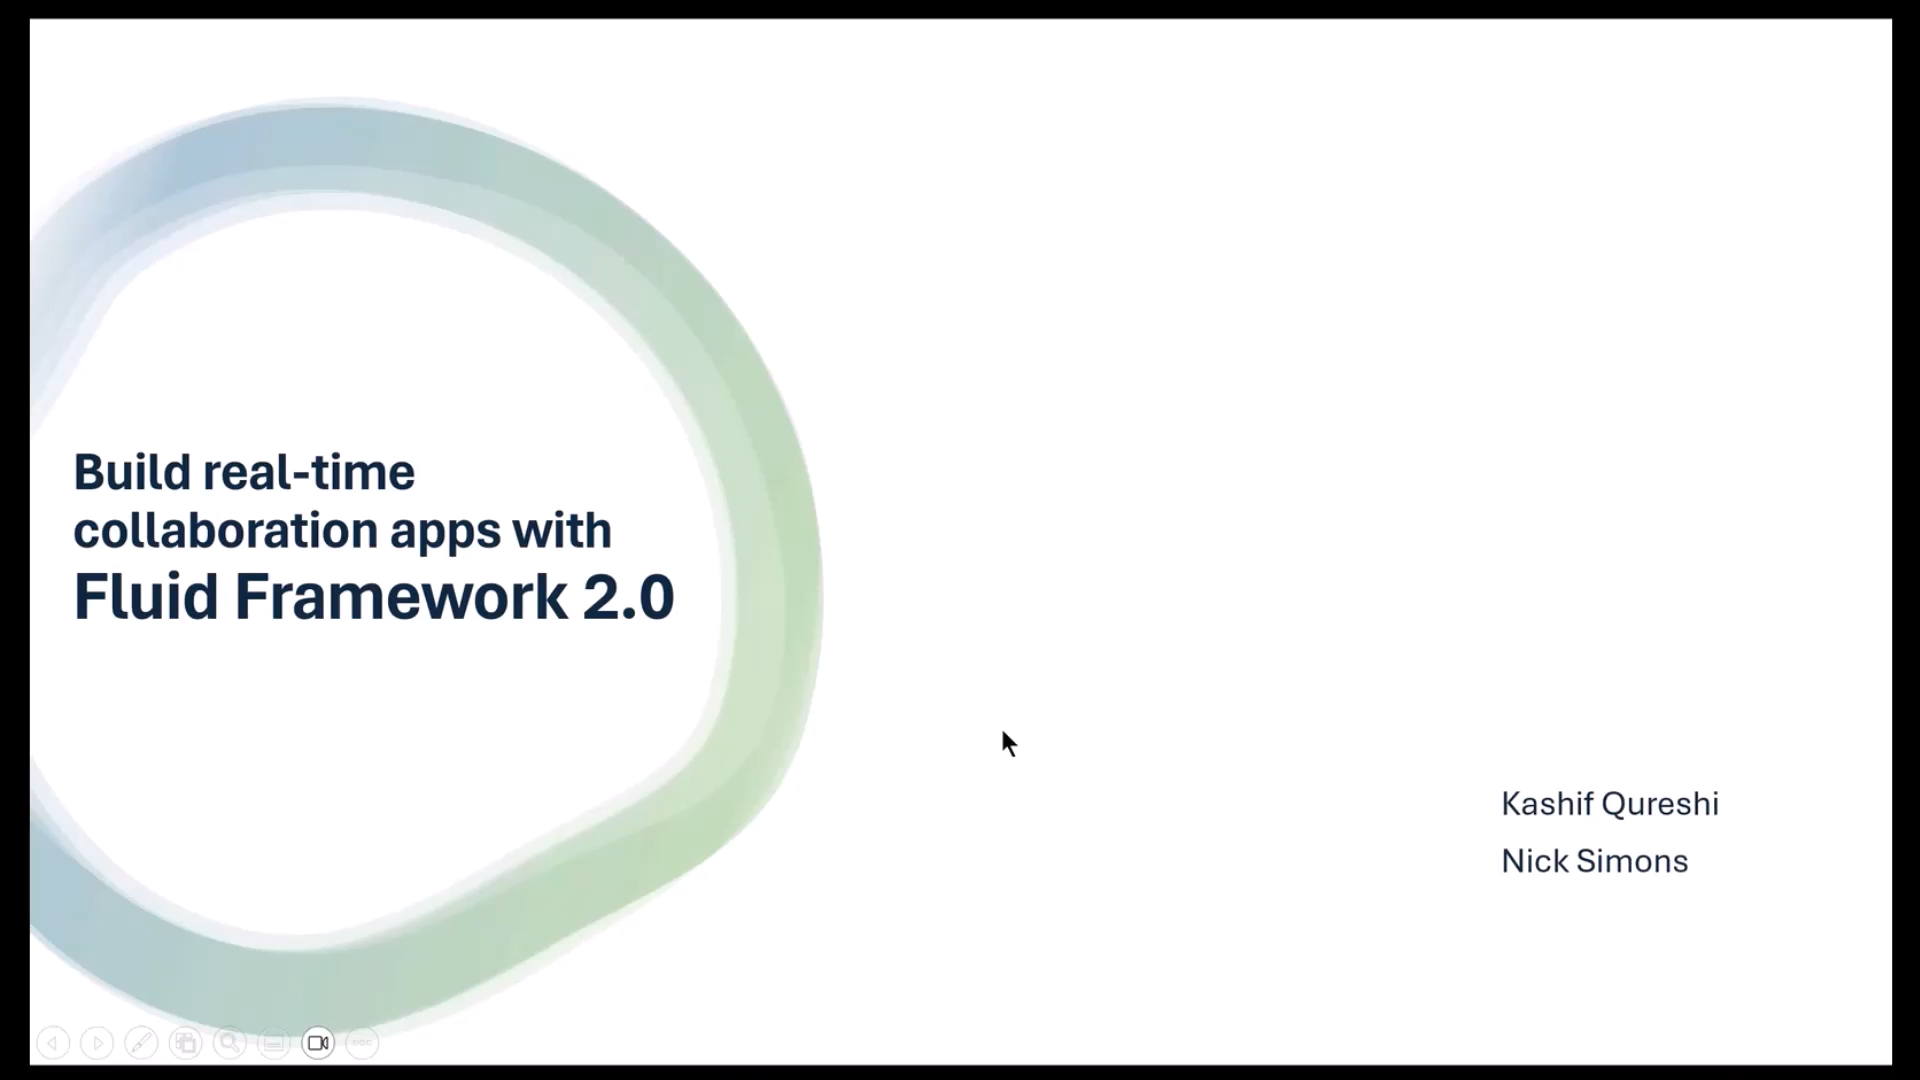 Build real-time
collaboration apps with
Fluid Framework 2.0
Kashif Qureshi
Nick Simons